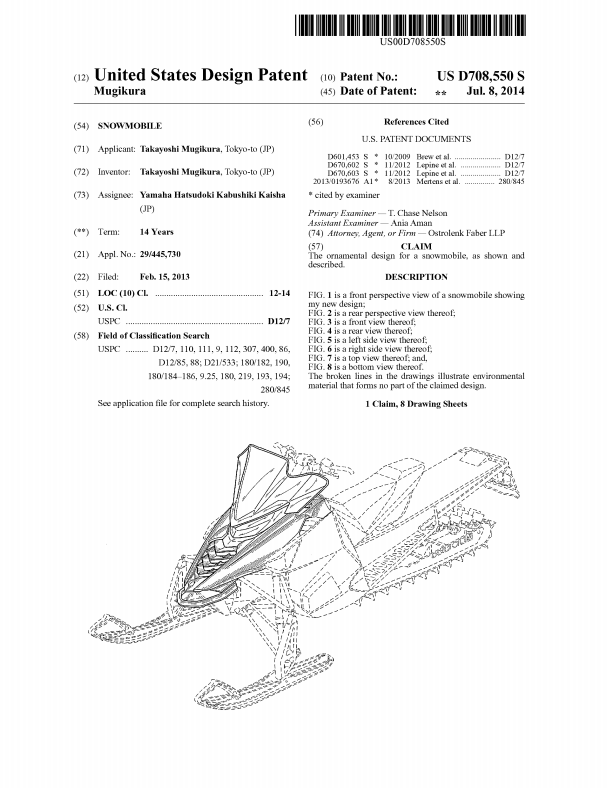 US00D708550S
(12) United States Design Patent
Mugikura
(10) Patent No.: US D708,550 S
(45) Date of Patent: ** Jul. 8, 2014
(54) SNOWMOBILE
(71) Applicant: Takayoshi Mugikura, Tokyo-to (JP)
(72) Inventor: Takayoshi Mugikura, Tokyo-to (JP)
(73) Assignee: Yamaha Hatsudoki Kabushiki Kaisha
(JP)
(**) Term: 14 Years
(21) Appl. No.: 29/445,730
(22) Filed: Feb. 15, 2013
(51) LOC (10) Cl. ................................................ 12-14
(52) U.S. Cl.
USPC .................................................. D12/7
(58) Field of Classification Search
USPC .......... D12/7, 110, 111, 9, 112, 307, 400, 86,
D12/85, 88; D21/533; 180/182, 190,
180/184–186, 9.25, 180, 219, 193, 194;
280/845
See application file for complete search history.
(56) References Cited
U.S. PATENT DOCUMENTS
D601,453 S * 10/2009 Brew et al. ...................... D12/7
D670,602 S * 11/2012 Lepine et al. .................... D12/7
D670,603 S * 11/2012 Lepine et al. .................... D12/7
2013/0193676 A1* 8/2013 Mertens et al. .............. 280/845
* cited by examiner
Primary Examiner — T. Chase Nelson
Assistant Examiner — Ania Aman
(74) Attorney, Agent, or Firm — Ostrolenk Faber LLP
(57) CLAIM
The ornamental design for a snowmobile, as shown and
described.
DESCRIPTION
FIG. 1 is a front perspective view of a snowmobile showing
my new design;
FIG. 2 is a rear perspective view thereof;
FIG. 3 is a front view thereof;
FIG. 4 is a rear view thereof;
FIG. 5 is a left side view thereof;
FIG. 6 is a right side view thereof;
FIG. 7 is a top view thereof; and,
FIG. 8 is a bottom view thereof.
The broken lines in the drawings illustrate environmental
material that forms no part of the claimed design.
1 Claim, 8 Drawing Sheets